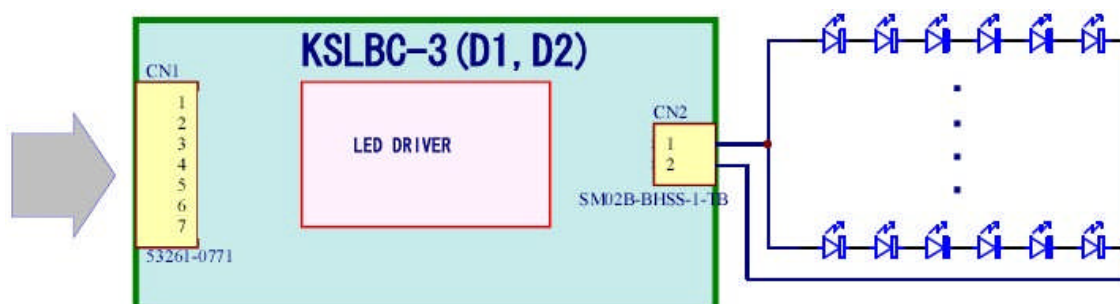 KSLBC-3(D1, D2)
CN1
1
2
3
4
5
6
7
53261-0771
LED DRIVER
CN2
1
2
SM02B-BHSS-1-TB